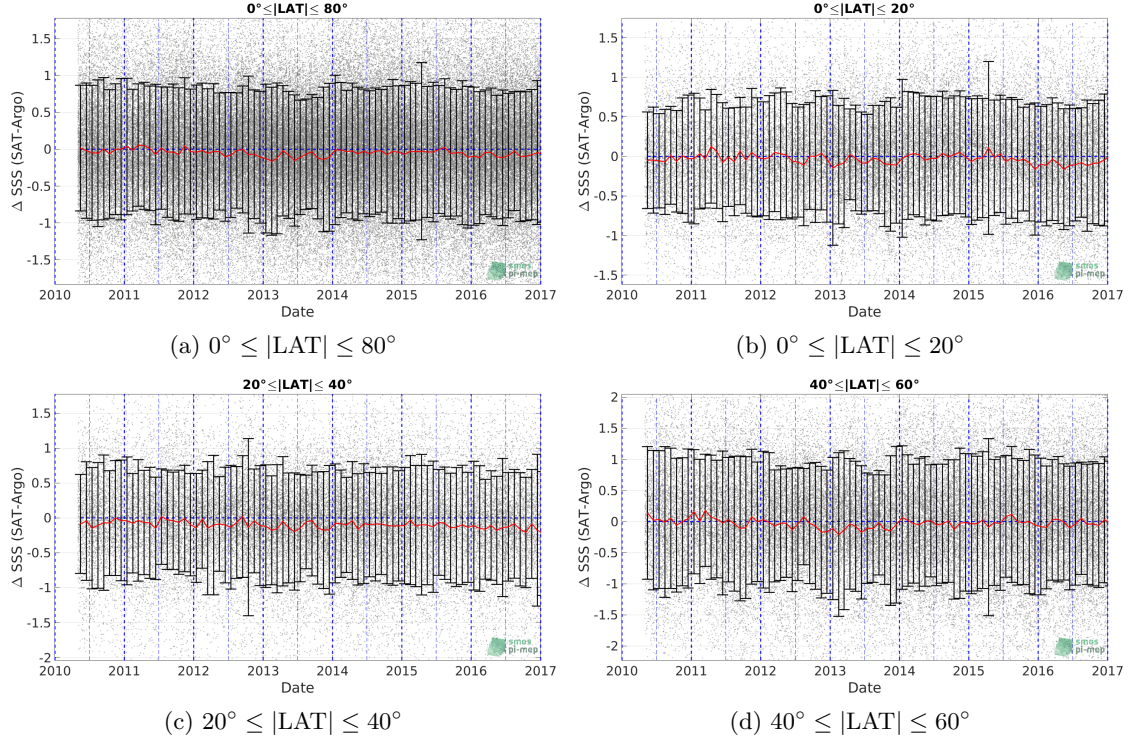 0°≤|LAT|≤ 80°
Δ SSS (SAT-Argo)
1.5
1
0.5
0
-0.5
-1
-1.5
2010 2011 2012 2013 2014 2015 2016 2017
Date
smos
pi-mep
(a) 0° ≤ |LAT| ≤ 80°
0°≤|LAT|≤ 20°
Δ SSS (SAT-Argo)
1.5
1
0.5
0
-0.5
-1
-1.5
2010 2011 2012 2013 2014 2015 2016 2017
Date
smos
pi-mep
(b) 0° ≤ |LAT| ≤ 20°
20°≤|LAT|≤ 40°
Δ SSS (SAT-Argo)
1.5
1
0.5
0
-0.5
-1
-1.5
-2
2010 2011 2012 2013 2014 2015 2016 2017
Date
smos
pi-mep
(c) 20° ≤ |LAT| ≤ 40°
40°≤|LAT|≤ 60°
Δ SSS (SAT-Argo)
2
1.5
1
0.5
0
-0.5
-1
-1.5
-2
2010 2011 2012 2013 2014 2015 2016 2017
Date
smos
pi-mep
(d) 40° ≤ |LAT| ≤ 60°